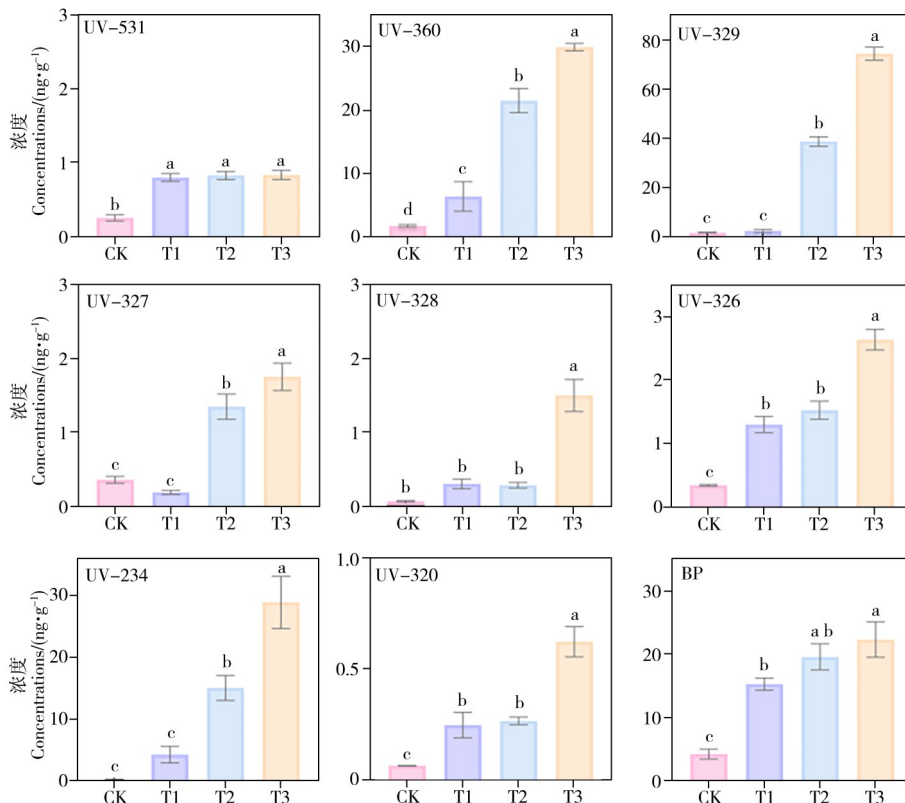 UV-531
3
2
1
0
b
a
a
a
CK
T1
T2
T3
浓度
Concentrations/(ng•g⁻¹)
UV-360
30
20
10
0
d
c
b
a
CK
T1
T2
T3
UV-329
80
60
40
20
0
c
c
b
a
CK
T1
T2
T3
UV-327
3
2
1
0
c
c
b
a
CK
T1
T2
T3
浓度
Concentrations/(ng•g⁻¹)
UV-328
3
2
1
0
b
b
b
a
CK
T1
T2
T3
UV-326
3
2
1
0
c
b
b
a
CK
T1
T2
T3
UV-234
30
20
10
0
c
c
b
a
CK
T1
T2
T3
浓度
Concentrations/(ng•g⁻¹)
UV-320
1.0
0.5
0
c
b
b
a
CK
T1
T2
T3
BP
30
20
10
0
c
b
a b
a
CK
T1
T2
T3